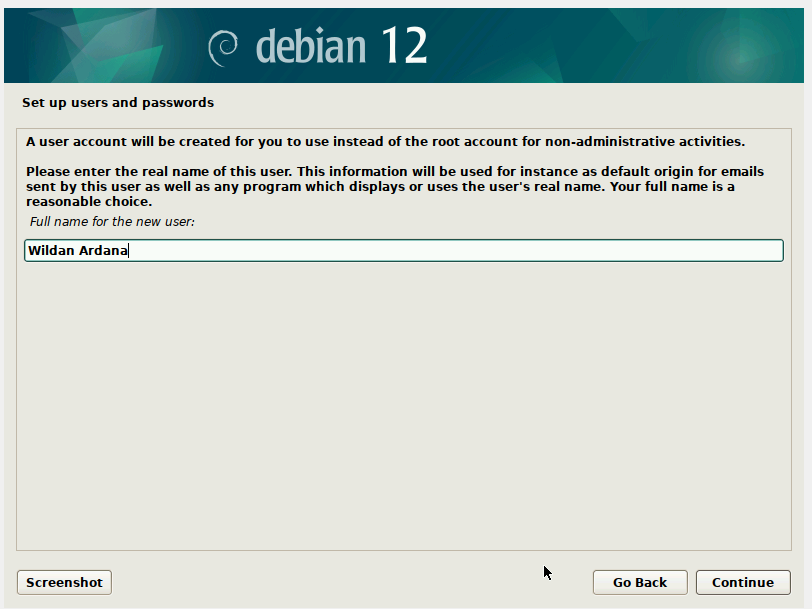 debian 12
Set up users and passwords
A user account will be created for you to use instead of the root account for non-administrative activities.
Please enter the real name of this user. This information will be used for instance as default origin for emails
sent by this user as well as any program which displays or uses the user's real name. Your full name is a
reasonable choice.
Full name for the new user:
Wildan Ardana
Screenshot
Go Back
Continue